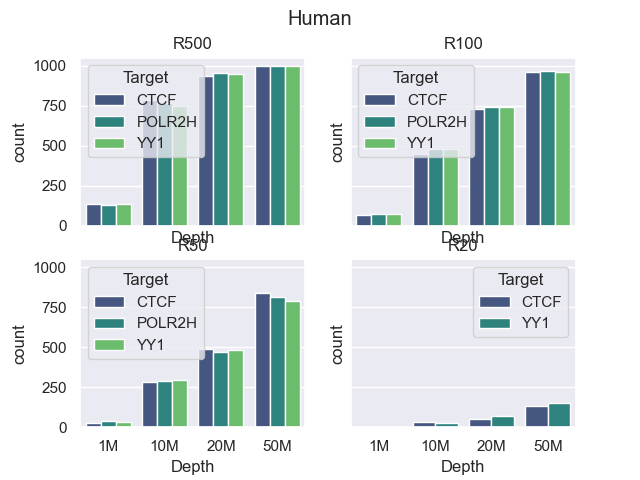 Human
R500
R100
1000
750
500
250
0
count
Target
CTCF
POLR2H
YY1
Depth
count
Target
CTCF
POLR2H
YY1
Depth
R50
R20
1000
750
500
250
0
count
Target
CTCF
POLR2H
YY1
1M 10M 20M 50M
Depth
count
Target
CTCF
YY1
1M 10M 20M 50M
Depth